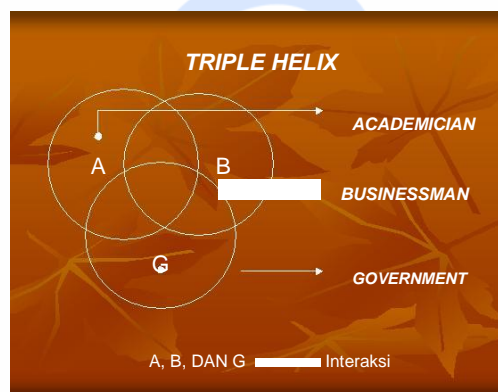 TRIPLE HELIX
ACADEMICIAN
A
B
BUSINESSMAN
G
GOVERNMENT
A, B, DAN G Interaksi